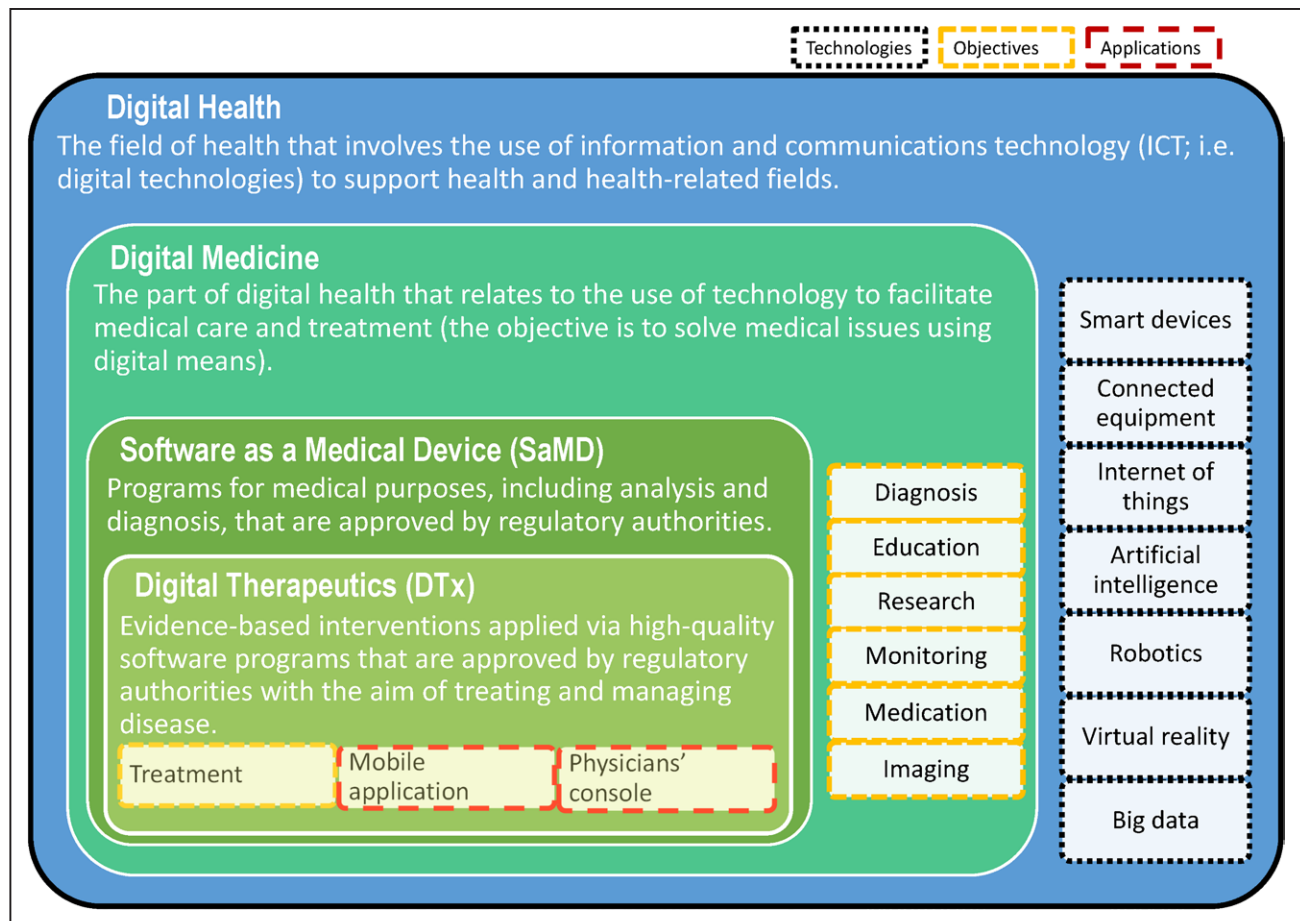 Technologies
Objectives
Applications
Digital Health
The field of health that involves the use of information and communications technology (ICT; i.e.
digital technologies) to support health and health-related fields.
Digital Medicine
The part of digital health that relates to the use of technology to facilitate
medical care and treatment (the objective is to solve medical issues using
digital means).
Software as a Medical Device (SaMD)
Programs for medical purposes, including analysis and
diagnosis, that are approved by regulatory authorities.
Digital Therapeutics (DTx)
Evidence-based interventions applied via high-quality
software programs that are approved by regulatory
authorities with the aim of treating and managing
disease.
Treatment
Mobile
application
Physicians’
console
Diagnosis
Education
Research
Monitoring
Medication
Imaging
Smart devices
Connected
equipment
Internet of
things
Artificial
intelligence
Robotics
Virtual reality
Big data